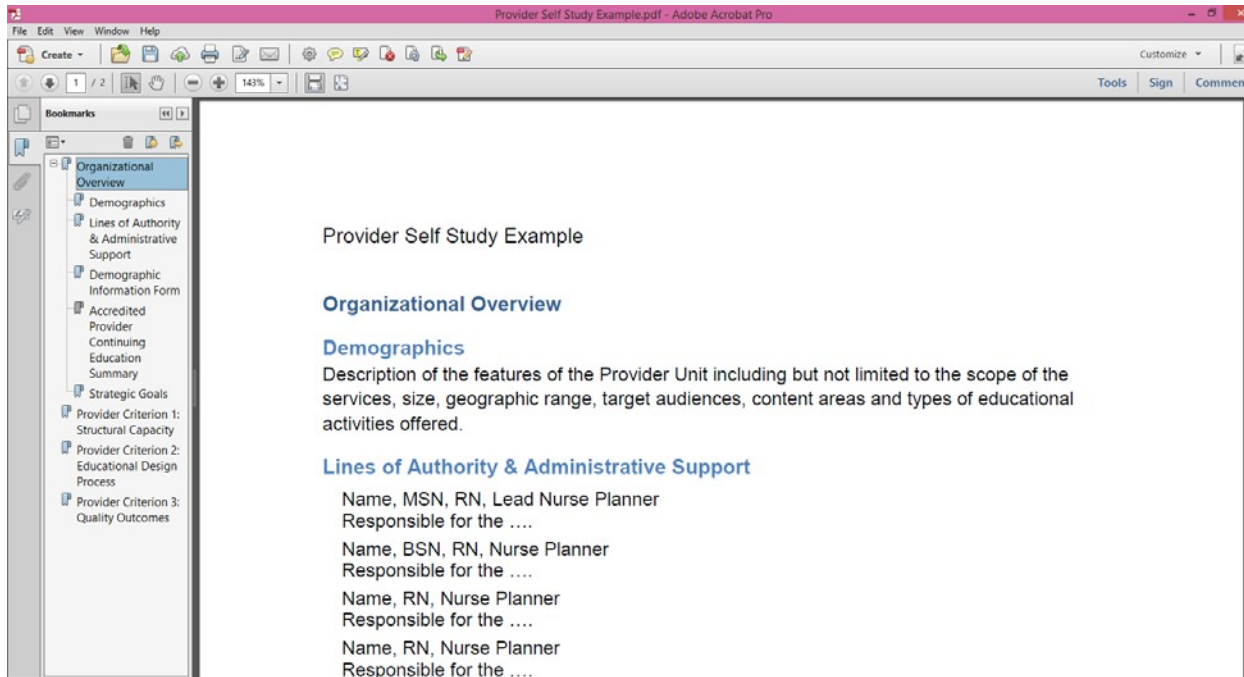 Provider Self Study Example.pdf - Adobe Acrobat Pro
File Edit View Window Help
Create
Customize
1 / 2
143%
Tools Sign Commen
Bookmarks
Organizational
Overview
Demographics
Lines of Authority
& Administrative
Support
Demographic
Information Form
Accredited
Provider
Continuing
Education
Summary
Strategic Goals
Provider Criterion 1:
Structural Capacity
Provider Criterion 2:
Educational Design
Process
Provider Criterion 3:
Quality Outcomes
Provider Self Study Example
Organizational Overview
Demographics
Description of the features of the Provider Unit including but not limited to the scope of the
services, size, geographic range, target audiences, content areas and types of educational
activities offered.
Lines of Authority & Administrative Support
Name, MSN, RN, Lead Nurse Planner
Responsible for the ....
Name, BSN, RN, Nurse Planner
Responsible for the ....
Name, RN, Nurse Planner
Responsible for the ....
Name, RN, Nurse Planner
Responsible for the ....